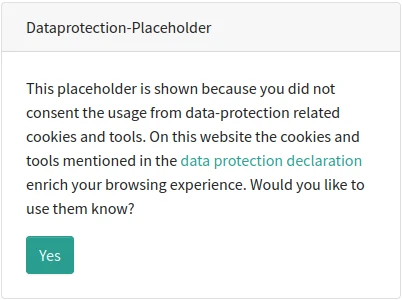 Dataprotection-Placeholder
This placeholder is shown because you did not
consent the usage from data-protection related
cookies and tools. On this website the cookies and
tools mentioned in the data protection declaration
enrich your browsing experience. Would you like to
use them know?
Yes